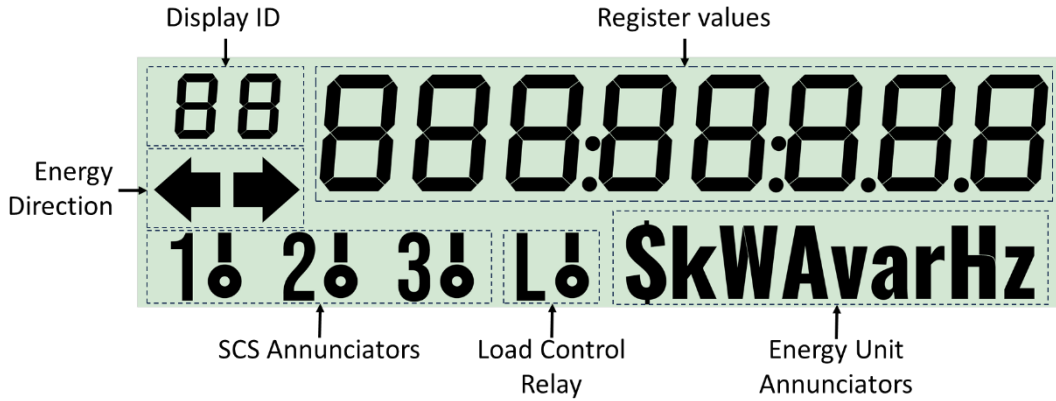 Display ID
Register values
88
888:88:8.8.8
Energy
Direction
1 2 3 L $kWAvarHz
SCS Annunciators
Load Control
Relay
Energy Unit
Annunciators